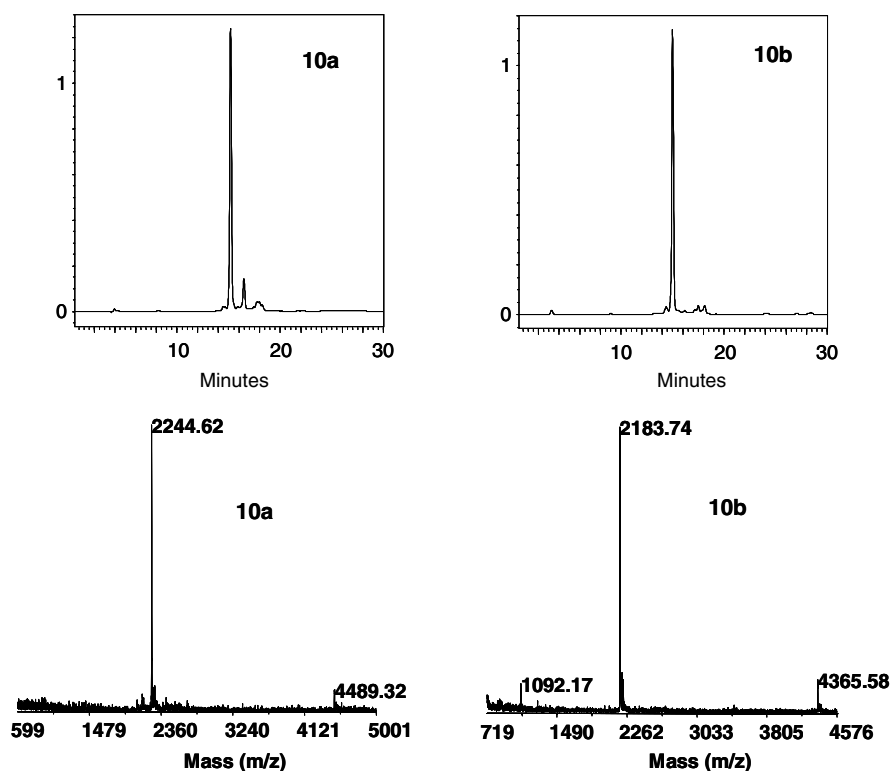 10a
1
0
10 20 30
Minutes
10b
1
0
10 20 30
Minutes
2244.62
10a
4489.32
599 1479 2360 3240 4121 5001
Mass (m/z)
2183.74
10b
1092.17
4365.58
719 1490 2262 3033 3805 4576
Mass (m/z)